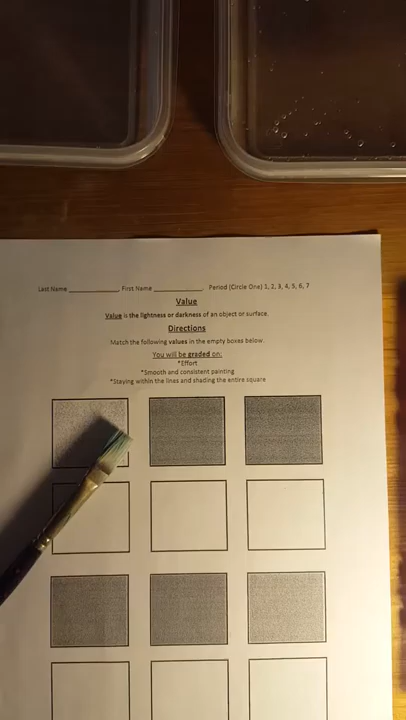 Last Name ____________. First Name ____________. Period (Circle One) 1, 2, 3, 4, 5, 6, 7
Value
Value is the lightness or darkness of an object or surface.
Directions
Match the following values in the empty boxes below
You will be graded on:
*Effort
*Smooth and consistent painting
*Staying within the lines and shading the entire square